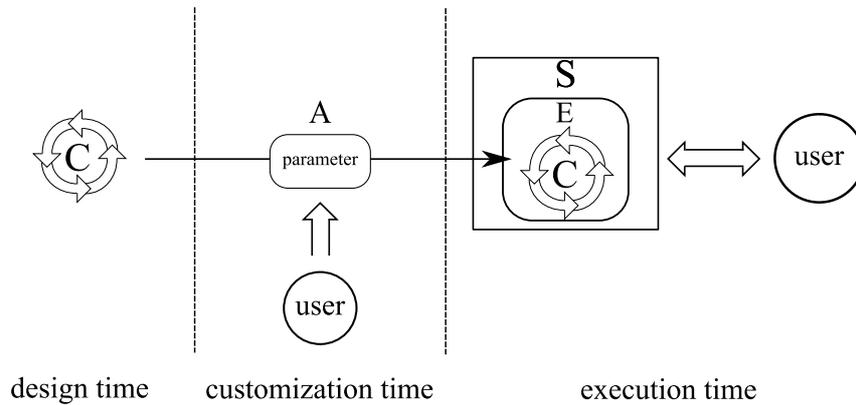 S
A
E
C
parameter
C
user
user
design time
customization time
execution time